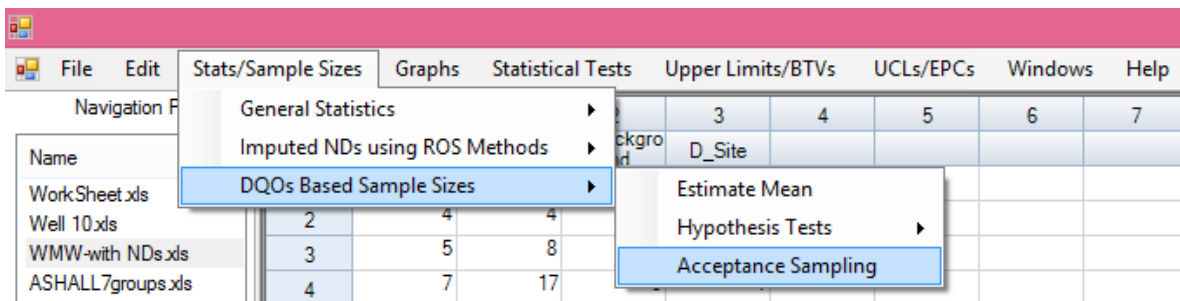 File Edit Stats/Sample Sizes Graphs Statistical Tests Upper Limits/BTVs UCLs/EPCs Windows Help
Navigation P General Statistics 3 4 5 6 7
Name Imputed NDs using ROS Methods ckgro D_Site
WorkSheet.xls DQOs Based Sample Sizes Estimate Mean
Well 10.xls 2 4 4 Hypothesis Tests
WMW-with NDs.xls 3 5 8 Acceptance Sampling
ASHALL7groups.xls 4 7 17